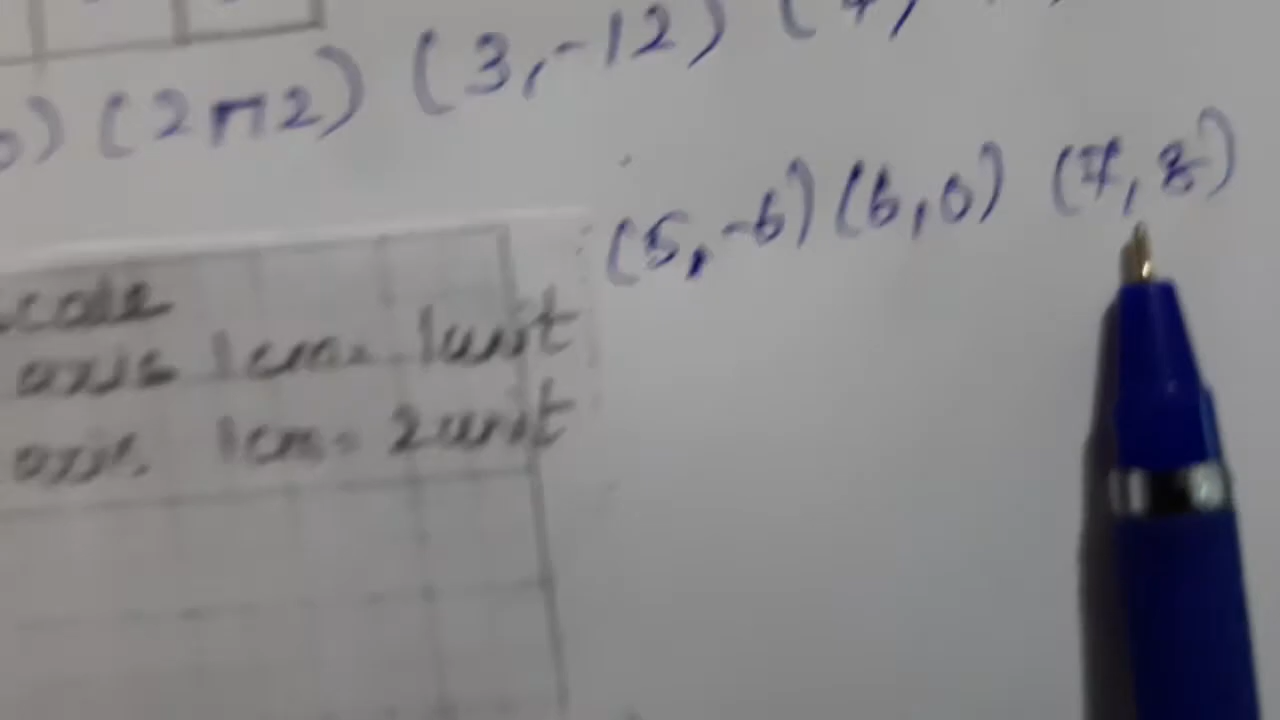 (2,-12) (3,-12) (
(5,-6) (6,0) (7,8)
scale
axis 1cm = 1unit
axis 1cm = 2unit